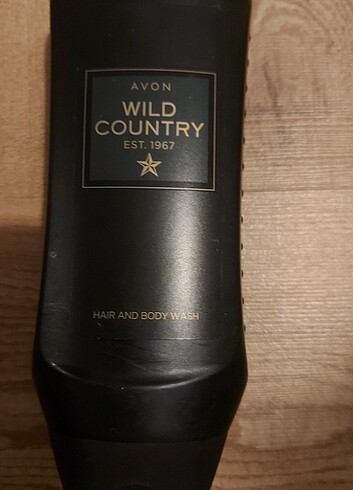 AVON
WILD
COUNTRY
EST. 1967
HAIR AND BODY WASH